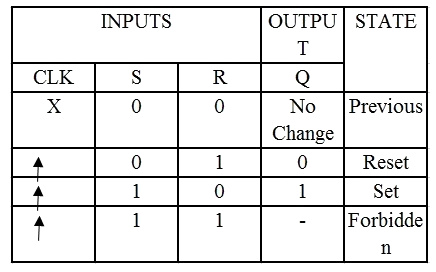 INPUTS OUTPU STATE
T
CLK S R Q
X 0 0 No Previous
Change
0 1 0 Reset
1 0 1 Set
1 1 - Forbidde
n